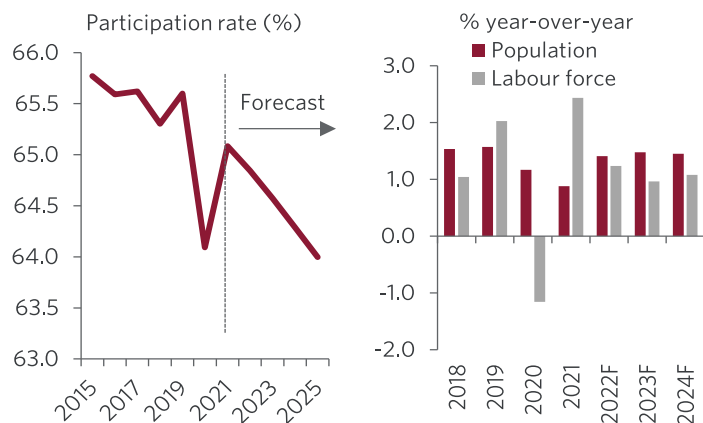 Participation rate (%)
66.0
65.5
65.0
64.5
64.0
63.5
63.0
Forecast
2015
2017
2019
2021
2023
2025
% year-over-year
Population
Labour force
3.0
2.0
1.0
0.0
-1.0
-2.0
2018
2019
2020
2021
2022F
2023F
2024F